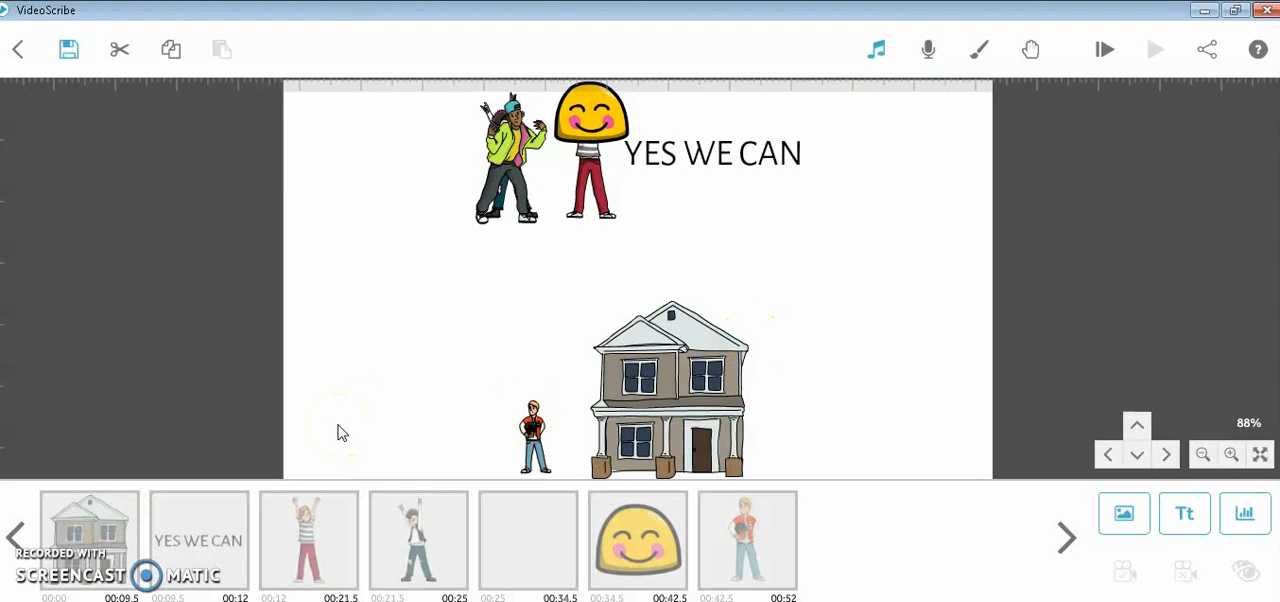 VideoScribe
YES WE CAN
88%
YES WE CAN
Tt
RECORDED WITH
SCREENCAST MATIC
00:00 00:09.5 00:09.5 00:12 00:12 00:21.5 00:21.5 00:25 00:25 00:34.5 00:34.5 00:42.5 00:42.5 00:52